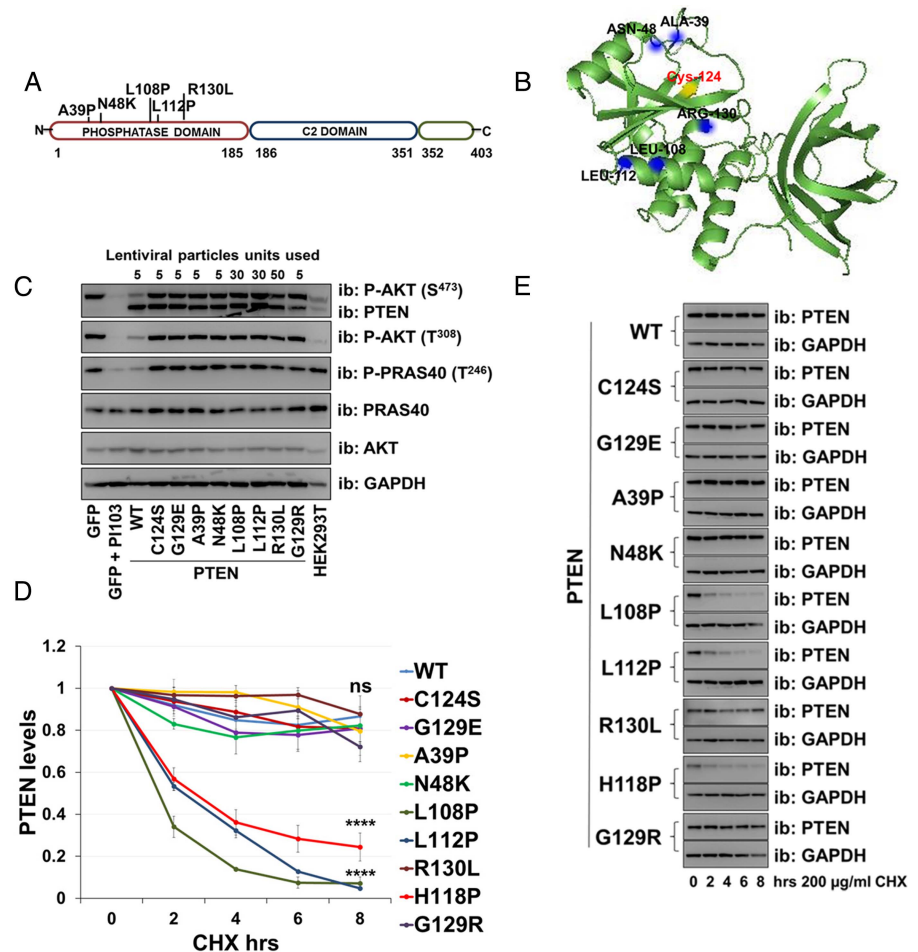 A
L108P
R130L
A39P
N48K
L112P
N
PHOSPHATASE DOMAIN
C2 DOMAIN
C
1
185
186
351
352
403
B
ASN-48
ALA-39
Cys-124
ARG-130
LEU-108
LEU-112
C
Lentiviral particles units used
5 5 5 5 5 30 30 50 5
ib: P-AKT (S473)
ib: PTEN
ib: P-AKT (T308)
ib: P-PRAS40 (T246)
ib: PRAS40
ib: AKT
ib: GAPDH
GFP
GFP + PI103
WT
C124S
G129E
A39P
N48K
L108P
L112P
R130L
G129R
HEK293T
PTEN
D
PTEN levels
1.2
1
0.8
0.6
0.4
0.2
0
0 2 4 6 8
CHX hrs
ns
****
****
WT
C124S
G129E
A39P
N48K
L108P
L112P
R130L
H118P
G129R
E
PTEN
WT
ib: PTEN
ib: GAPDH
C124S
ib: PTEN
ib: GAPDH
G129E
ib: PTEN
ib: GAPDH
A39P
ib: PTEN
ib: GAPDH
N48K
ib: PTEN
ib: GAPDH
L108P
ib: PTEN
ib: GAPDH
L112P
ib: PTEN
ib: GAPDH
R130L
ib: PTEN
ib: GAPDH
H118P
ib: PTEN
ib: GAPDH
G129R
ib: PTEN
ib: GAPDH
0 2 4 6 8 hrs 200 µg/ml CHX